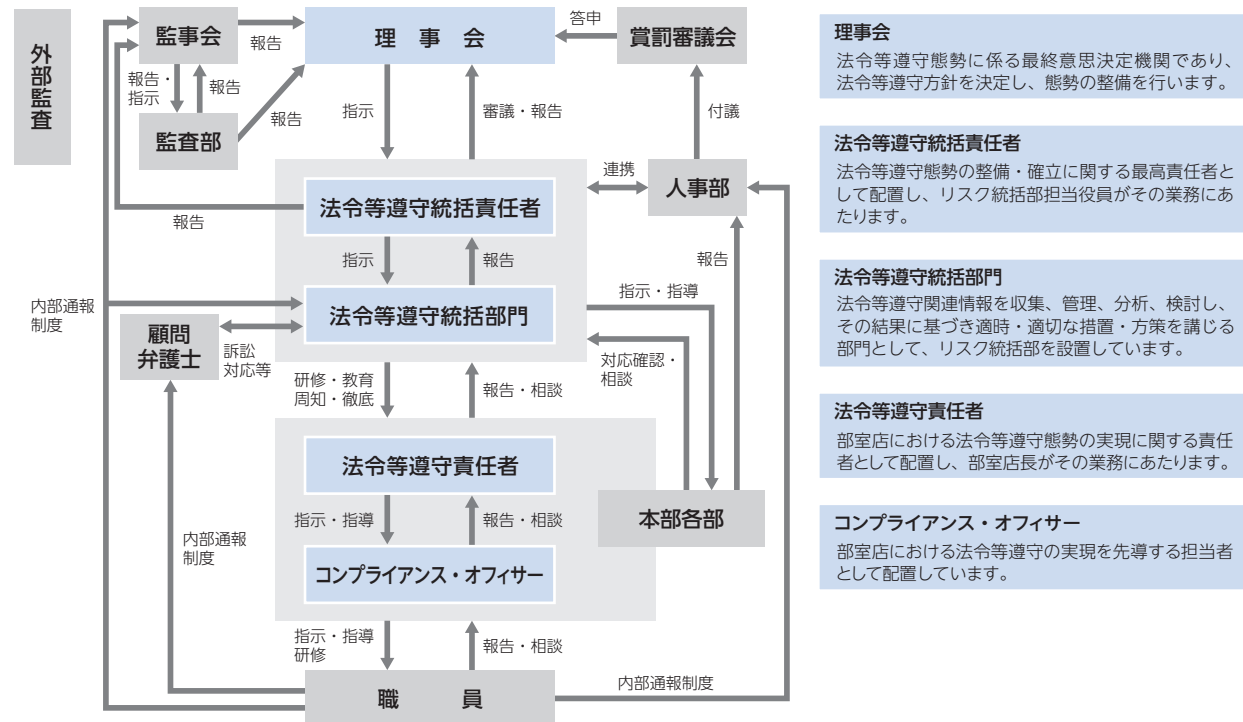 外部監査
監事会
報告
理　事　会
答申
賞罰審議会
報告・
指示
報告
監査部
報告
指示
審議・報告
付議
連携
人事部
法令等遵守統括責任者
報告
指示
報告
報告
指示・指導
内部通報
制度
法令等遵守統括部門
顧問
弁護士
訴訟
対応等
対応確認・
相談
研修・教育
周知・徹底
報告・相談
法令等遵守責任者
指示・指導
報告・相談
本部各部
内部通報
制度
コンプライアンス・オフィサー
指示・指導
研修
報告・相談
職　　員
内部通報制度
理事会
法令等遵守態勢に係る最終意思決定機関であり、
法令等遵守方針を決定し、態勢の整備を行います。
法令等遵守統括責任者
法令等遵守態勢の整備・確立に関する最高責任者と
して配置し、リスク統括部担当役員がその業務にあ
たります。
法令等遵守統括部門
法令等遵守関連情報を収集、管理、分析、検討し、
その結果に基づき適時・適切な措置・方策を講じる
部門として、リスク統括部を設置しています。
法令等遵守責任者
部室店における法令等遵守態勢の実現に関する責任
者として配置し、部室店長がその業務にあたります。
コンプライアンス・オフィサー
部室店における法令等遵守の実現を先導する担当者
として配置しています。